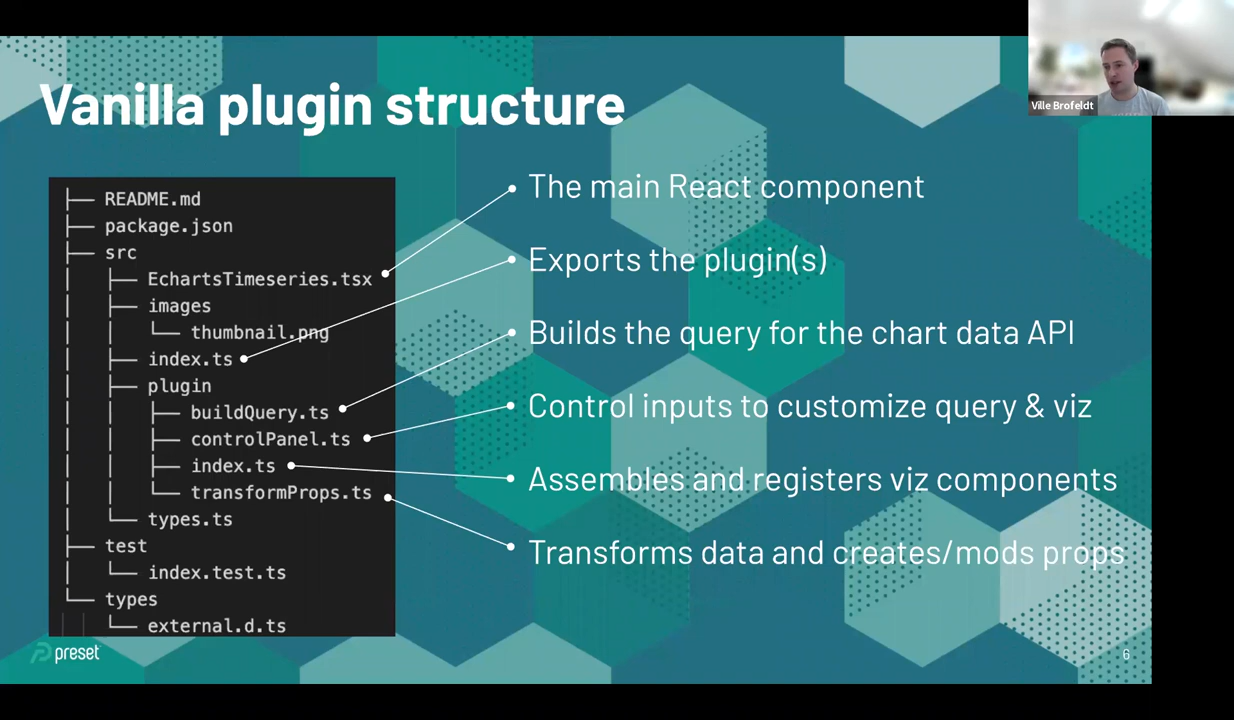 Vanilla plugin structure
Ville Brofeldt
README.md
package.json
src
EchartsTimeseries.tsx
images
thumbnail.png
index.ts
plugin
buildQuery.ts
controlPanel.ts
index.ts
transformProps.ts
types.ts
test
index.test.ts
types
external.d.ts
The main React component
Exports the plugin(s)
Builds the query for the chart data API
Control inputs to customize query & viz
Assembles and registers viz components
Transforms data and creates/mods props
preset
6